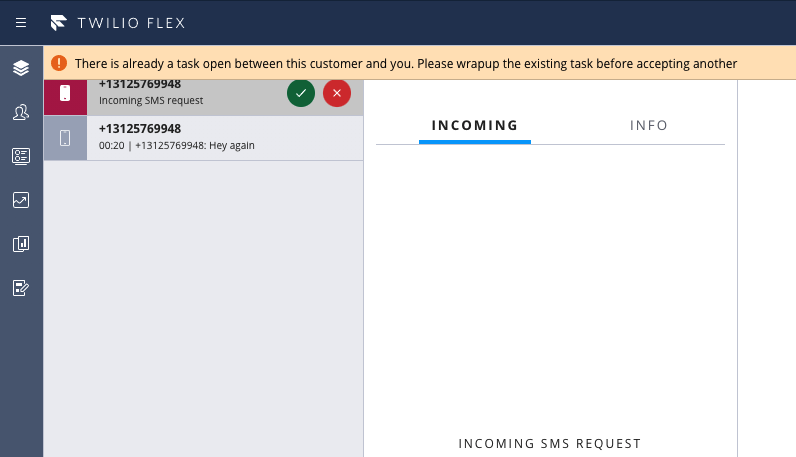 TWILIO FLEX
There is already a task open between this customer and you. Please wrapup the existing task before accepting another
+13125769948
Incoming SMS request
+13125769948
00:20 | +13125769948: Hey again
INCOMING
INFO
INCOMING SMS REQUEST